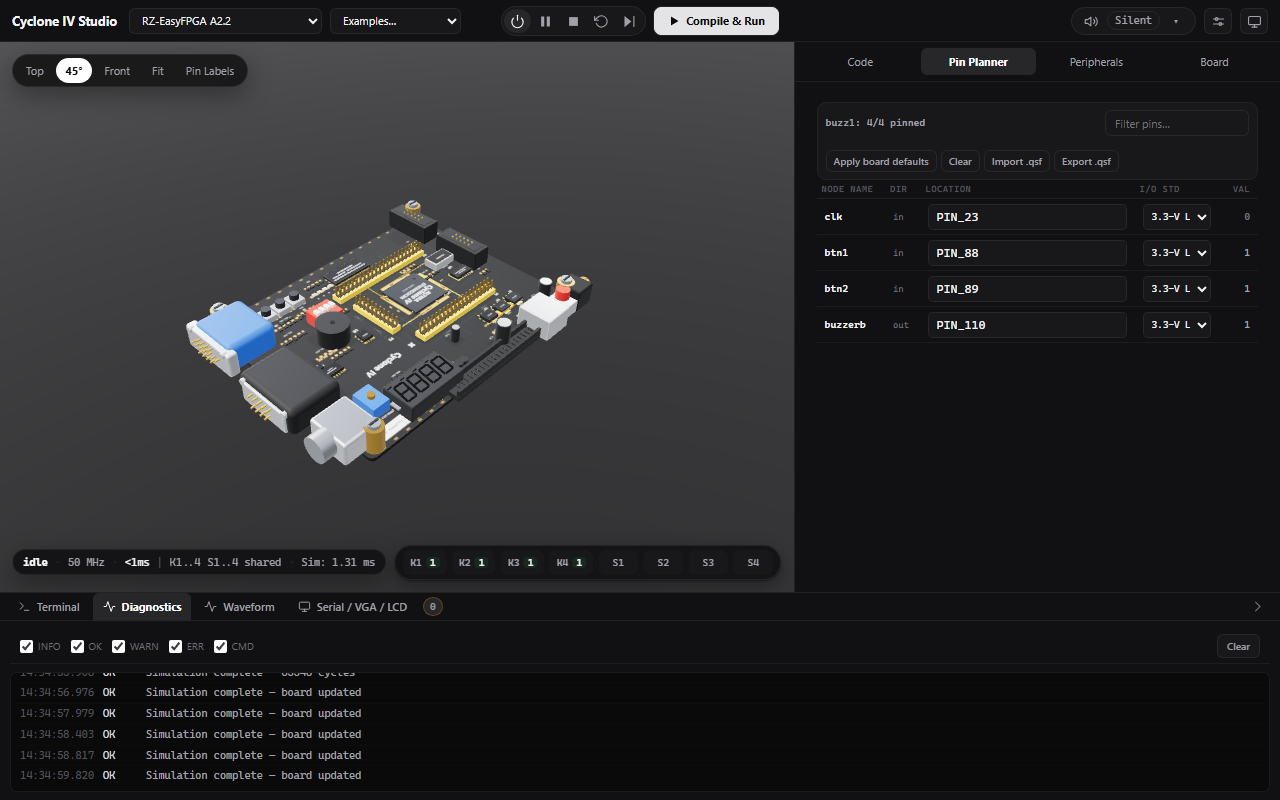 Cyclone IV Studio RZ-EasyFPGA A2.2 Examples... Compile & Run Silent
Top 45° Front Fit Pin Labels
Code Pin Planner Peripherals Board
buzz1: 4/4 pinned Filter pins...
Apply board defaults Clear Import .qsf Export .qsf
NODE NAME DIR LOCATION I/O STD VAL
clk in PIN_23 3.3-V L 0
btn1 in PIN_88 3.3-V L 1
btn2 in PIN_89 3.3-V L 1
buzzerb out PIN_110 3.3-V L 1
Cyclone IV
idle · 50 MHz · <1ms | K1..4 S1..4 shared · Sim: 1.31 ms
K1 1 K2 1 K3 1 K4 1 S1 S2 S3 S4
Terminal Diagnostics Waveform Serial / VGA / LCD 0
INFO OK WARN ERR CMD Clear
14:34:56.976 OK Simulation complete — board updated
14:34:57.979 OK Simulation complete — board updated
14:34:58.403 OK Simulation complete — board updated
14:34:58.817 OK Simulation complete — board updated
14:34:59.820 OK Simulation complete — board updated